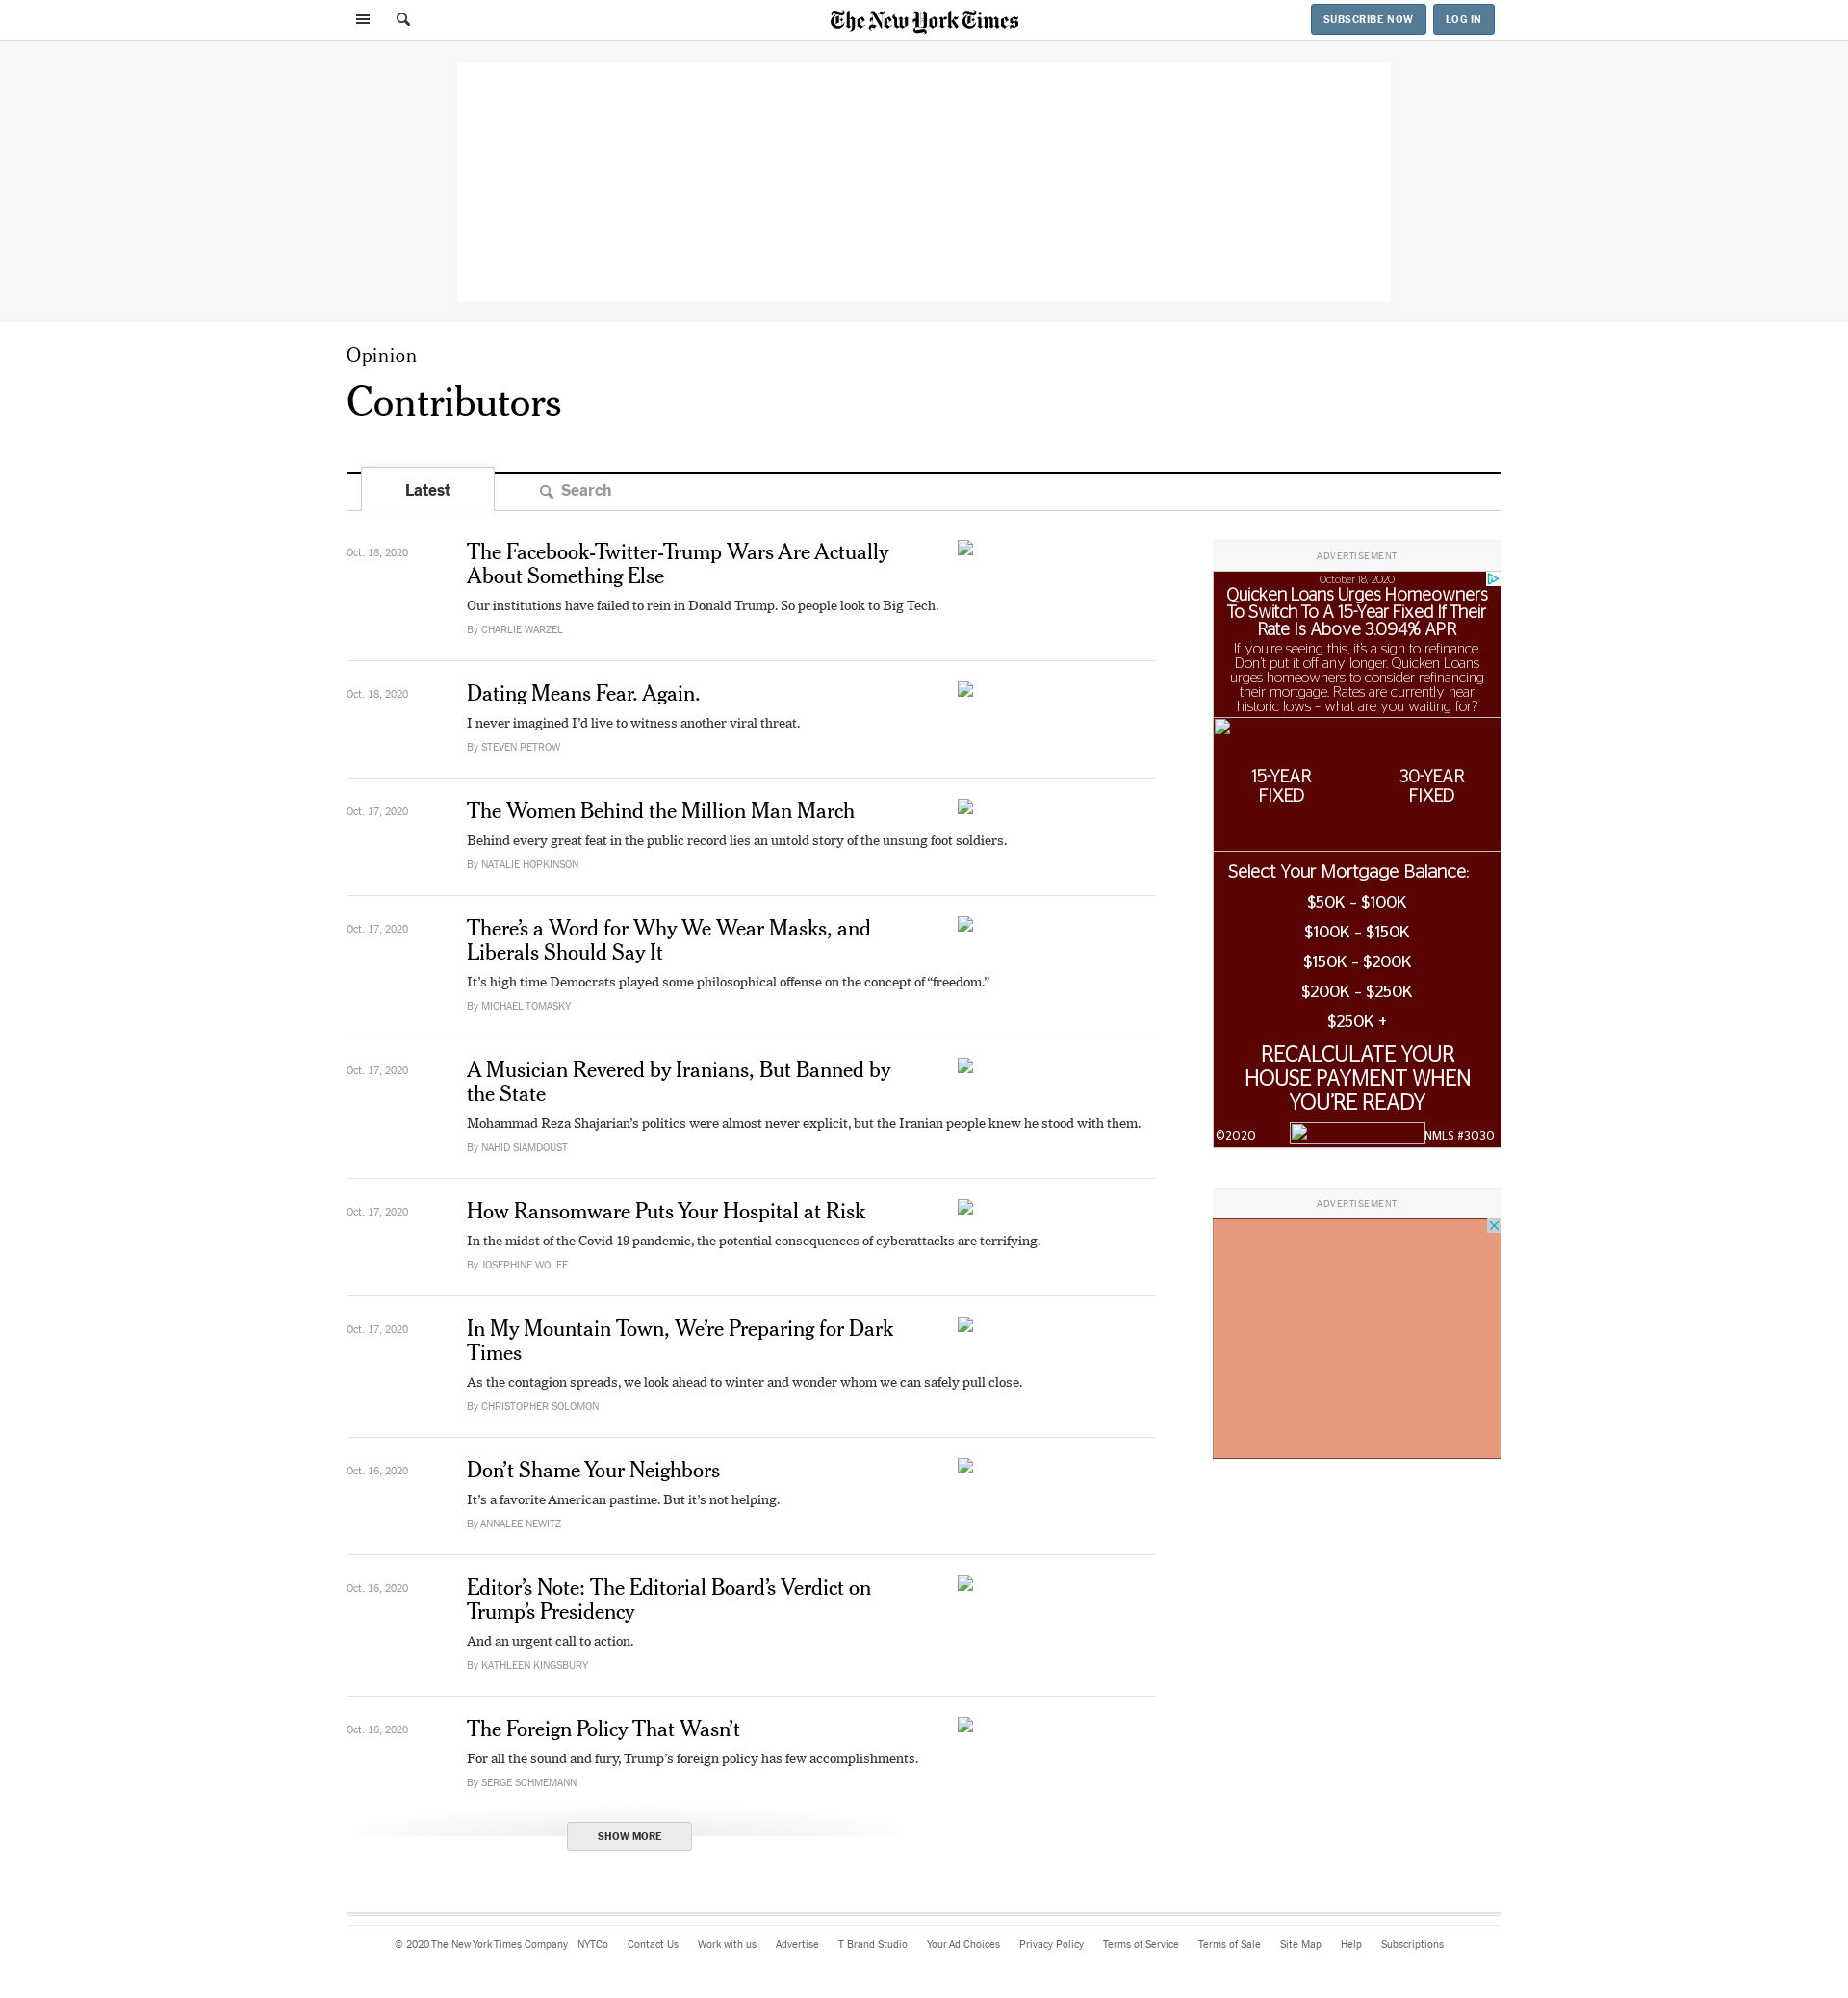 The New York Times
SUBSCRIBE NOW
LOG IN
Opinion
Contributors
Latest
Search
Oct. 18, 2020
The Facebook-Twitter-Trump Wars Are Actually
About Something Else
Our institutions have failed to rein in Donald Trump. So people look to Big Tech.
By CHARLIE WARZEL
Oct. 18, 2020
Dating Means Fear. Again.
I never imagined I’d live to witness another viral threat.
By STEVEN PETROW
Oct. 17, 2020
The Women Behind the Million Man March
Behind every great feat in the public record lies an untold story of the unsung foot soldiers.
By NATALIE HOPKINSON
Oct. 17, 2020
There’s a Word for Why We Wear Masks, and
Liberals Should Say It
It’s high time Democrats played some philosophical offense on the concept of “freedom.”
By MICHAEL TOMASKY
Oct. 17, 2020
A Musician Revered by Iranians, But Banned by
the State
Mohammad Reza Shajarian’s politics were almost never explicit, but the Iranian people knew he stood with them.
By NAHID SIAMDOUST
Oct. 17, 2020
How Ransomware Puts Your Hospital at Risk
In the midst of the Covid-19 pandemic, the potential consequences of cyberattacks are terrifying.
By JOSEPHINE WOLFF
Oct. 17, 2020
In My Mountain Town, We’re Preparing for Dark
Times
As the contagion spreads, we look ahead to winter and wonder whom we can safely pull close.
By CHRISTOPHER SOLOMON
Oct. 16, 2020
Don’t Shame Your Neighbors
It’s a favorite American pastime. But it’s not helping.
By ANNALEE NEWITZ
Oct. 16, 2020
Editor’s Note: The Editorial Board’s Verdict on
Trump’s Presidency
And an urgent call to action.
By KATHLEEN KINGSBURY
Oct. 16, 2020
The Foreign Policy That Wasn’t
For all the sound and fury, Trump’s foreign policy has few accomplishments.
By SERGE SCHMEMANN
SHOW MORE
ADVERTISEMENT
October 18, 2020
Quicken Loans Urges Homeowners
To Switch To A 15-Year Fixed If Their
Rate Is Above 3.094% APR
If you’re seeing this, it’s a sign to refinance.
Don’t put it off any longer. Quicken Loans
urges homeowners to consider refinancing
their mortgage. Rates are currently near
historic lows – what are you waiting for?
15-YEAR
FIXED
30-YEAR
FIXED
Select Your Mortgage Balance:
$50K – $100K
$100K – $150K
$150K – $200K
$200K – $250K
$250K +
RECALCULATE YOUR
HOUSE PAYMENT WHEN
YOU’RE READY
©2020
NMLS #3030
ADVERTISEMENT
© 2020 The New York Times Company NYTCo Contact Us Work with us Advertise T Brand Studio Your Ad Choices Privacy Policy Terms of Service Terms of Sale Site Map Help Subscriptions